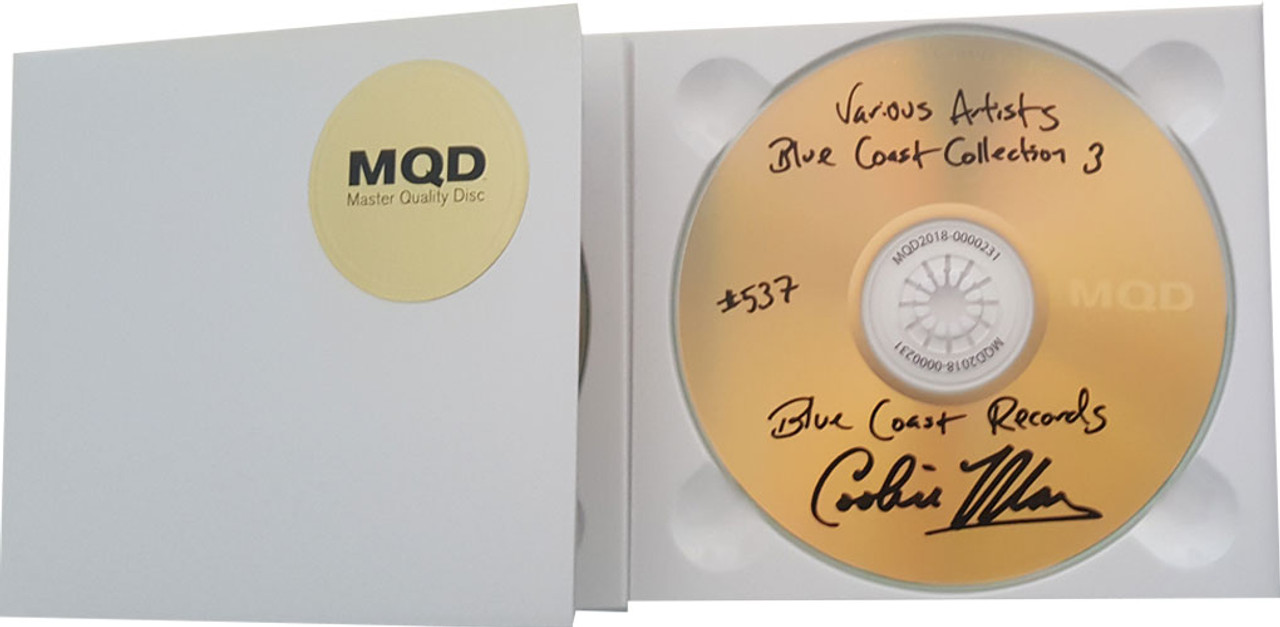 MQD
Master Quality Disc
Various Artists
Blue Coast Collection 3
MQD2018-0000231
#537
MQD
MQD2018-0000231
Blue Coast Records
Cookie